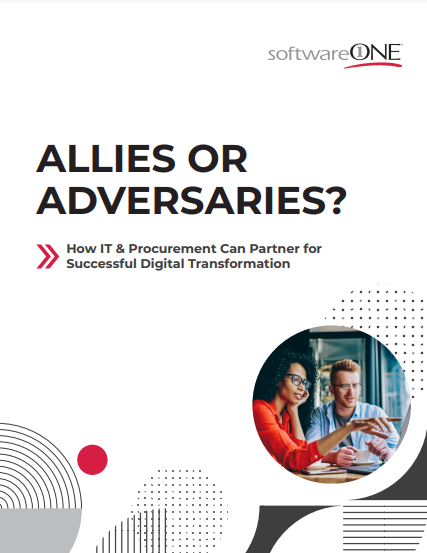 softwareONE
ALLIES OR
ADVERSARIES?
How IT & Procurement Can Partner for
Successful Digital Transformation